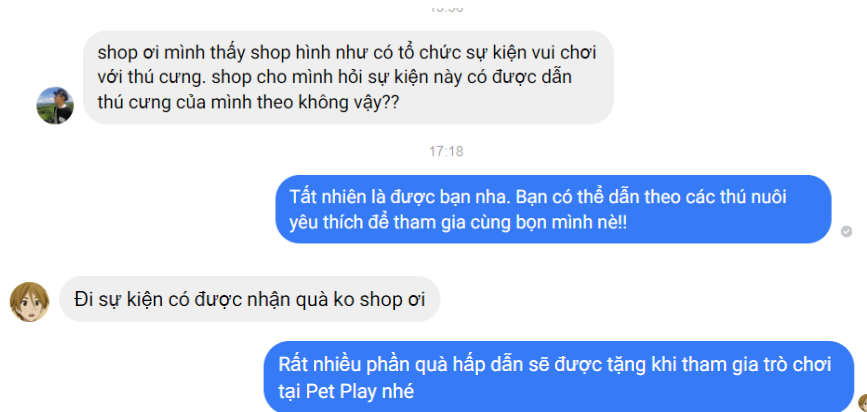 shop ơi mình thấy shop hình như có tổ chức sự kiện vui chơi
với thú cưng. shop cho mình hỏi sự kiện này có được dẫn
thú cưng của mình theo không vậy??
17:18
Tất nhiên là được bạn nha. Bạn có thể dẫn theo các thú nuôi
yêu thích để tham gia cùng bọn mình nè!!
Đi sự kiện có được nhận quà ko shop ơi
Rất nhiều phần quà hấp dẫn sẽ được tặng khi tham gia trò chơi
tại Pet Play nhé